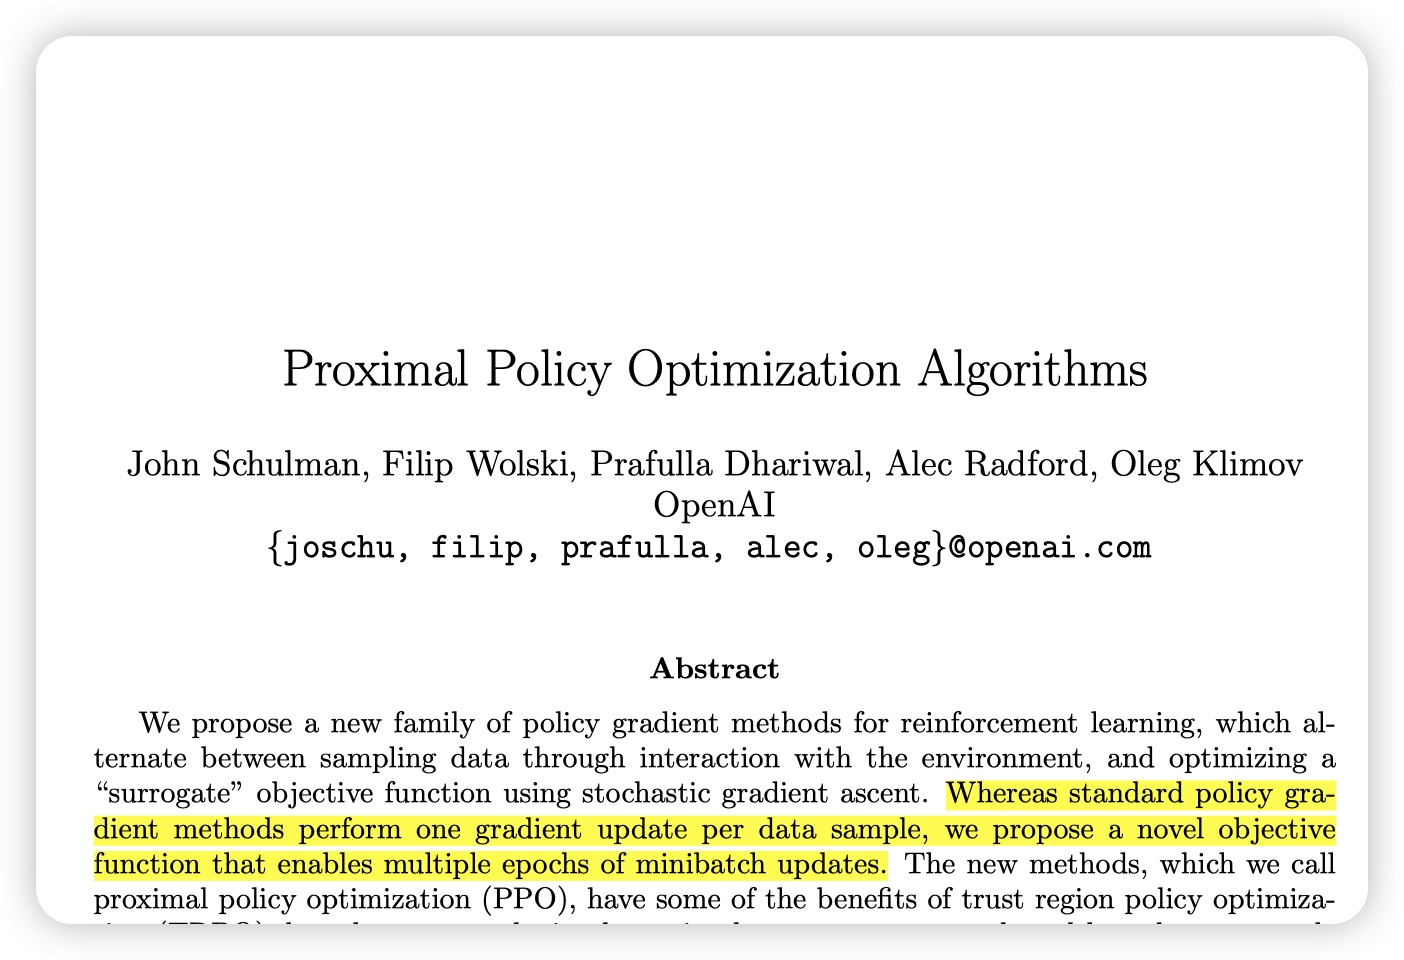 Proximal Policy Optimization Algorithms
John Schulman, Filip Wolski, Prafulla Dhariwal, Alec Radford, Oleg Klimov
OpenAI
{joschu, filip, prafulla, alec, oleg}@openai.com
Abstract
We propose a new family of policy gradient methods for reinforcement learning, which al-
ternate between sampling data through interaction with the environment, and optimizing a
“surrogate” objective function using stochastic gradient ascent. Whereas standard policy gra-
dient methods perform one gradient update per data sample, we propose a novel objective
function that enables multiple epochs of minibatch updates. The new methods, which we call
proximal policy optimization (PPO), have some of the benefits of trust region policy optimiza-